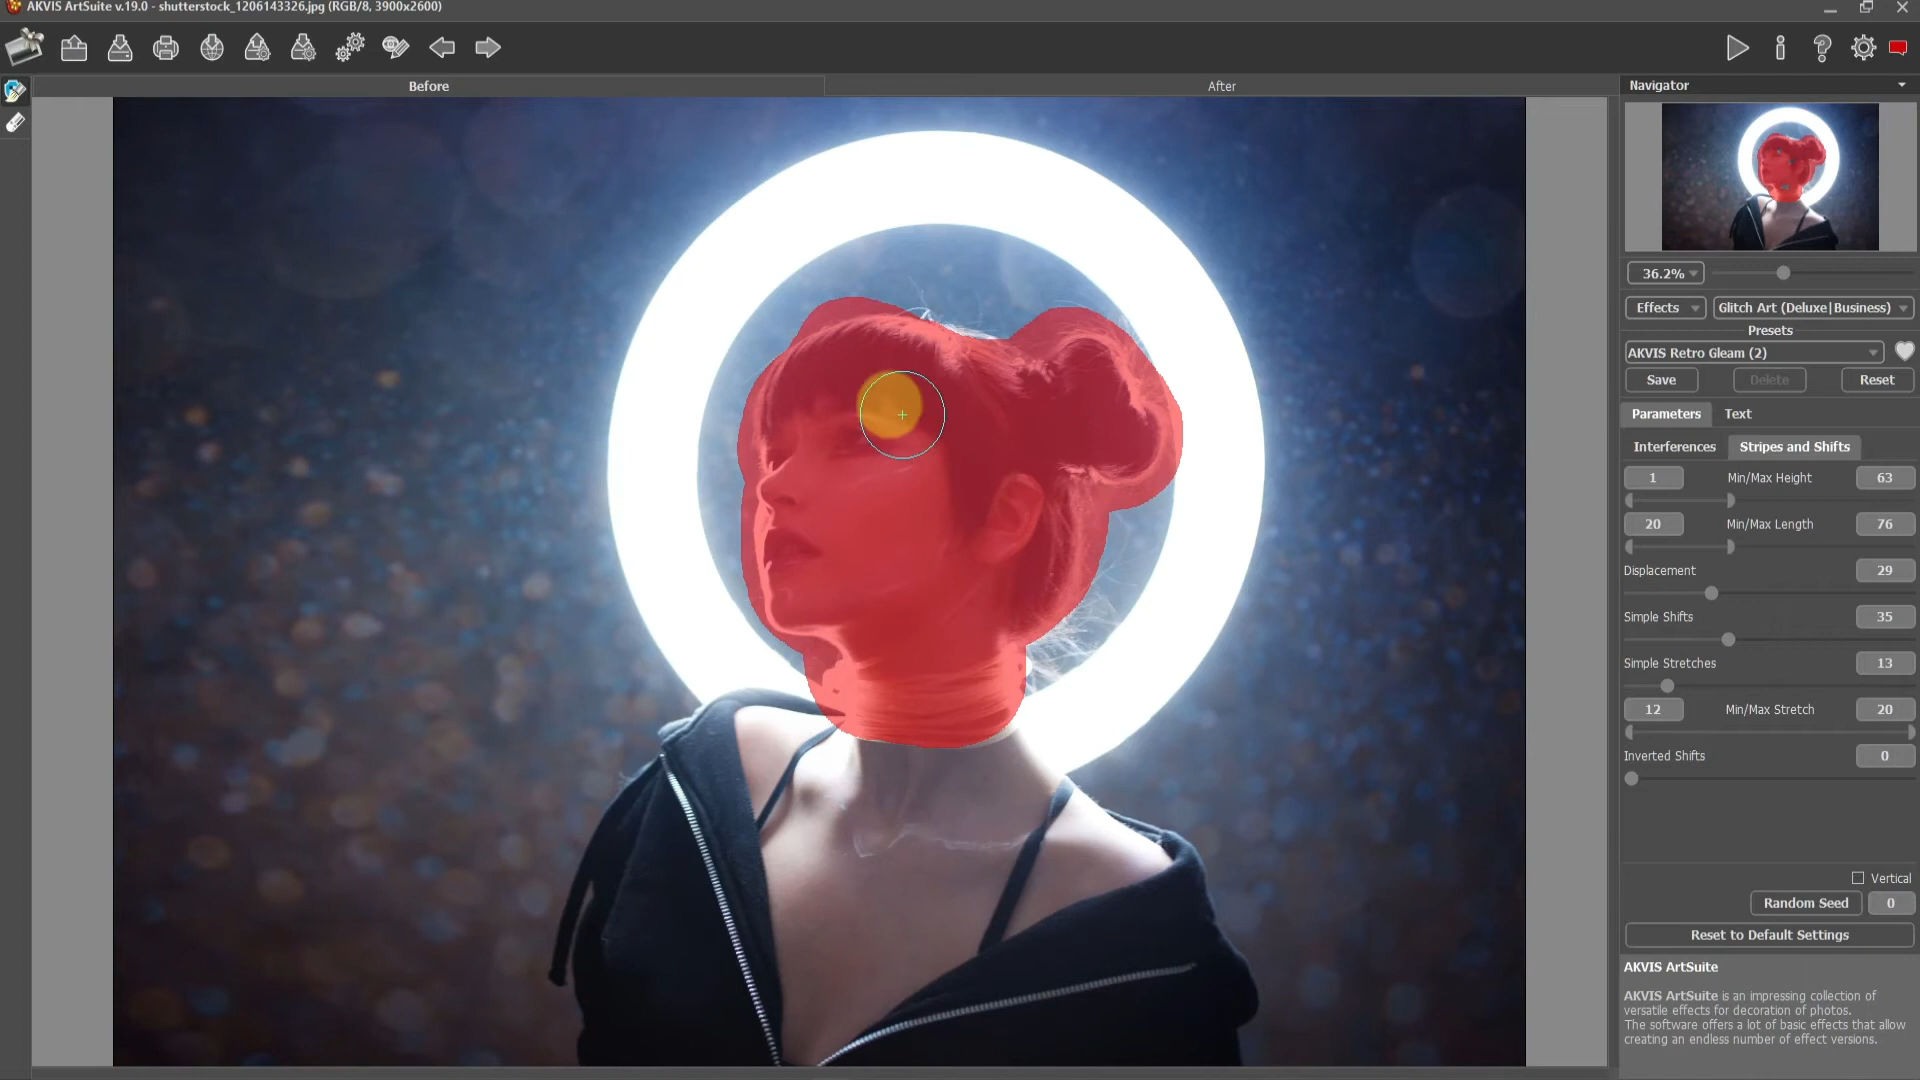 AKVIS ArtSuite v.19.0 - shutterstock_1206143326.jpg (RGB/8, 3900x2600)
Before
After
Navigator
36.2%
Effects
Glitch Art (Deluxe|Business)
Presets
AKVIS Retro Gleam (2)
Save
Delete
Reset
Parameters
Text
Interferences
Stripes and Shifts
1 Min/Max Height 63
20 Min/Max Length 76
Displacement 29
Simple Shifts 35
Simple Stretches 13
12 Min/Max Stretch 20
Inverted Shifts 0
Vertical
Random Seed 0
Reset to Default Settings
AKVIS ArtSuite
AKVIS ArtSuite is an impressing collection of
versatile effects for decoration of photos.
The software offers a lot of basic effects that allow
creating an endless number of effect versions.